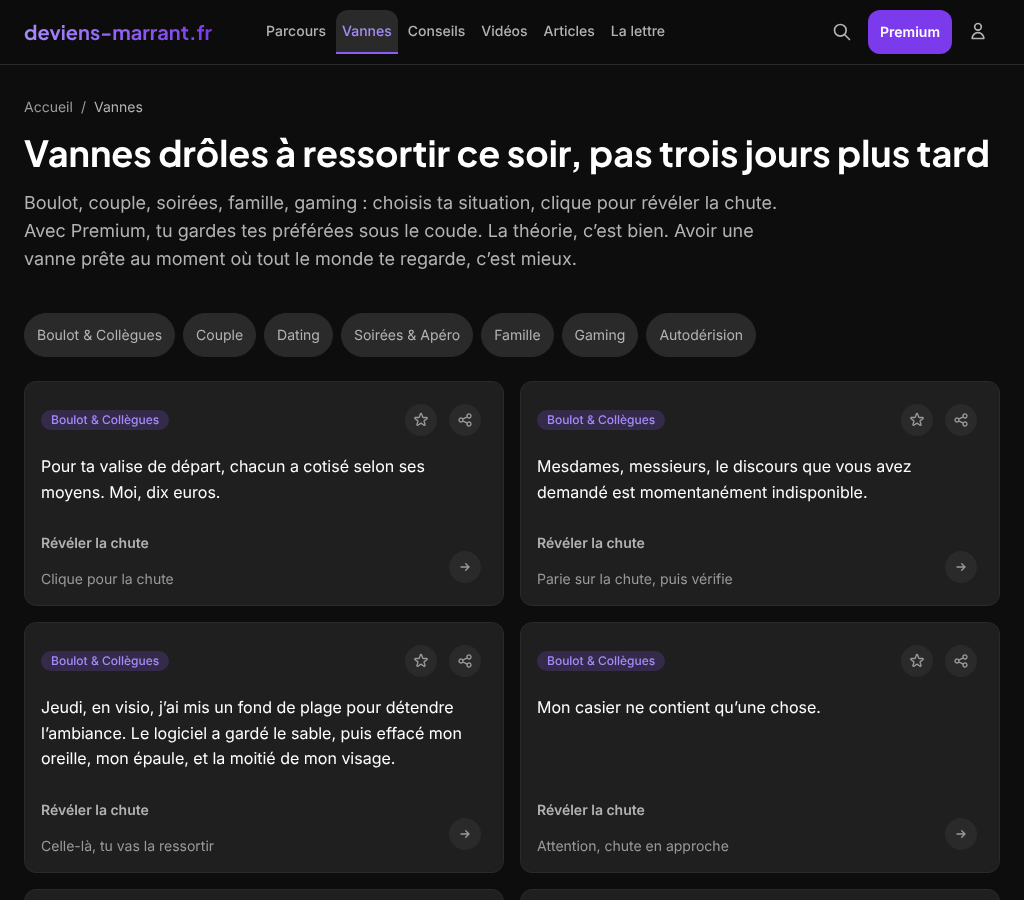 deviens-marrant.fr
Parcours
Vannes
Conseils
Vidéos
Articles
La lettre
Premium
Accueil / Vannes
Vannes drôles à ressortir ce soir, pas trois jours plus tard
Boulot, couple, soirées, famille, gaming : choisis ta situation, clique pour révéler la chute.
Avec Premium, tu gardes tes préférées sous le coude. La théorie, c’est bien. Avoir une
vanne prête au moment où tout le monde te regarde, c’est mieux.
Boulot & Collègues
Couple
Dating
Soirées & Apéro
Famille
Gaming
Autodérision
Boulot & Collègues
Pour ta valise de départ, chacun a cotisé selon ses
moyens. Moi, dix euros.
Révéler la chute
Clique pour la chute
Boulot & Collègues
Mesdames, messieurs, le discours que vous avez
demandé est momentanément indisponible.
Révéler la chute
Parie sur la chute, puis vérifie
Boulot & Collègues
Jeudi, en visio, j’ai mis un fond de plage pour détendre
l’ambiance. Le logiciel a gardé le sable, puis effacé mon
oreille, mon épaule, et la moitié de mon visage.
Révéler la chute
Celle-là, tu vas la ressortir
Boulot & Collègues
Mon casier ne contient qu’une chose.
Révéler la chute
Attention, chute en approche